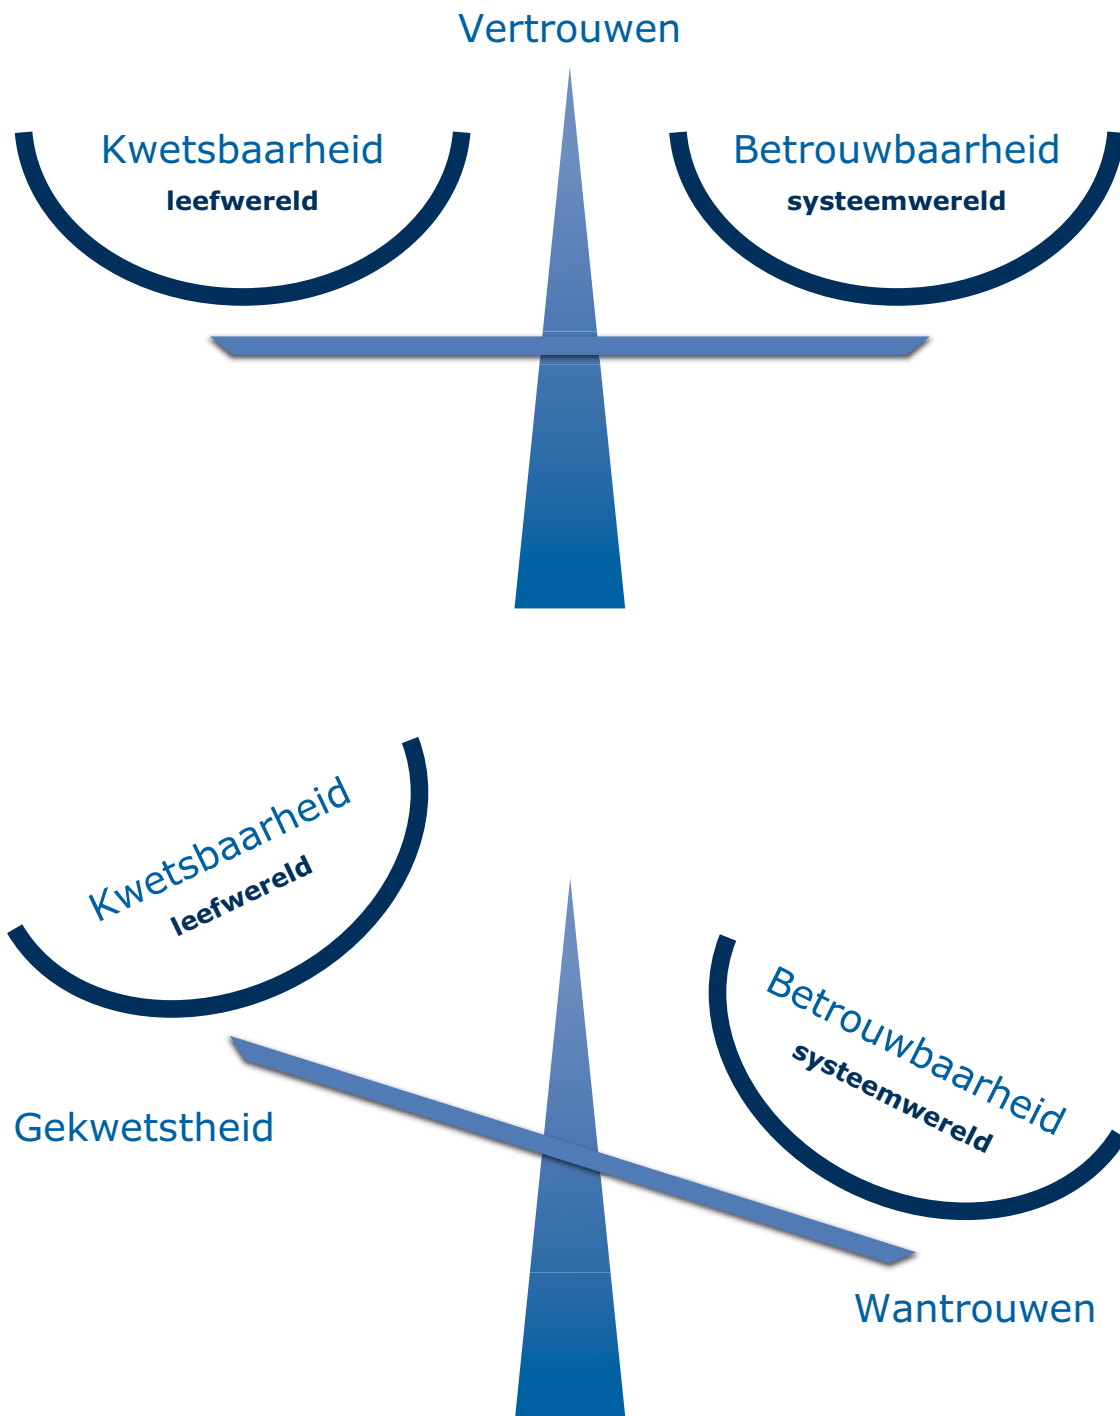 Vertrouwen
Kwetsbaarheid
leefwereld
Betrouwbaarheid
systeemwereld
Kwetsbaarheid
leefwereld
Betrouwbaarheid
systeemwereld
Gekwetstheid
Wantrouwen